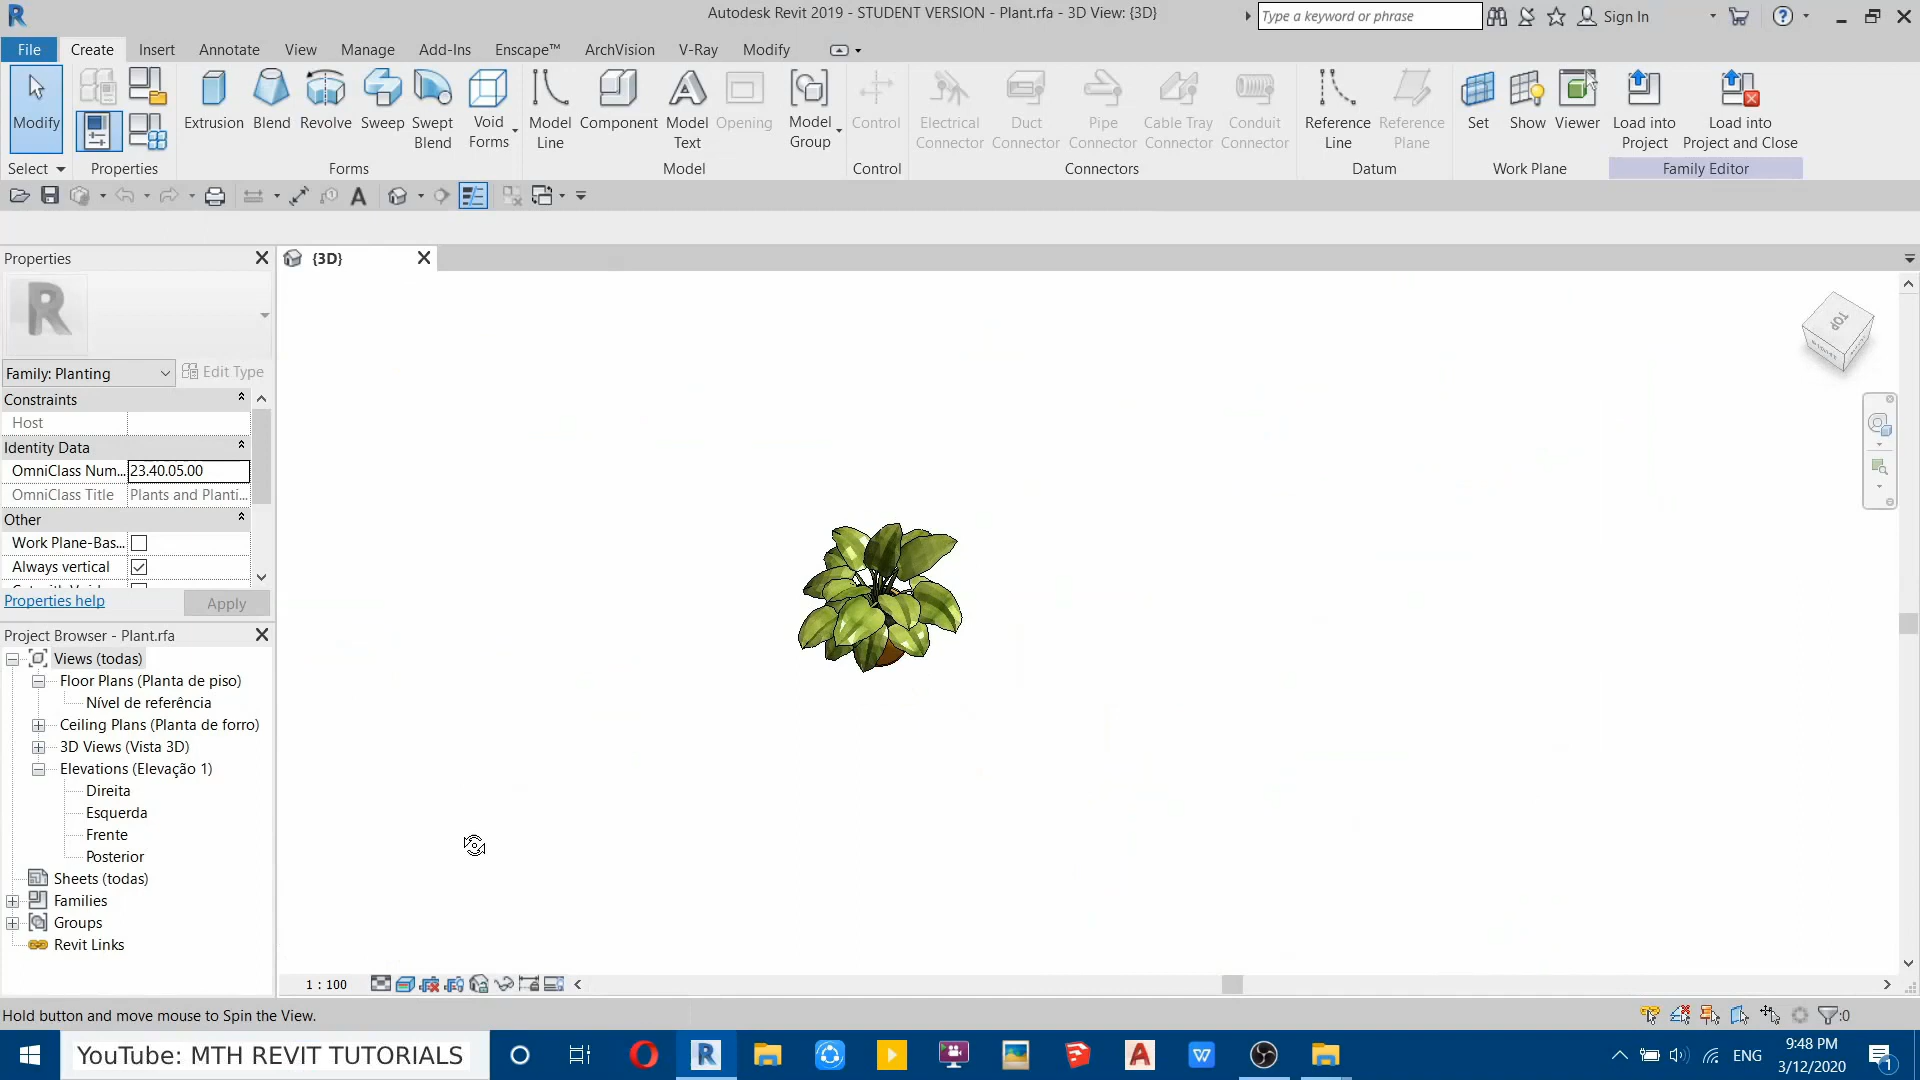 Autodesk Revit 2019 - STUDENT VERSION - Plant.rfa - 3D View: {3D}
Type a keyword or phrase
Sign In
File Create Insert Annotate View Manage Add-Ins Enscape™ ArchVision V-Ray Modify
Modify
Extrusion Blend Revolve Sweep Swept Blend Void Forms
Model Line Component Model Text Opening Model Group
Control
Electrical Connector Duct Connector Pipe Connector Cable Tray Connector Conduit Connector
Reference Line Reference Plane
Set Show Viewer
Load into Project Load into Project and Close
Select Properties Forms Model Control Connectors Datum Work Plane Family Editor
Properties
{3D}
Family: Planting
Edit Type
Constraints
Host
Identity Data
OmniClass Num... 23.40.05.00
OmniClass Title Plants and Planti...
Other
Work Plane-Bas...
Always vertical
Properties help
Apply
Project Browser - Plant.rfa
Views (todas)
Floor Plans (Planta de piso)
Nível de referência
Ceiling Plans (Planta de forro)
3D Views (Vista 3D)
Elevations (Elevação 1)
Direita
Esquerda
Frente
Posterior
Sheets (todas)
Families
Groups
Revit Links
TOP
1 : 100
Hold button and move mouse to Spin the View.
:0
YouTube: MTH REVIT TUTORIALS
ENG
9:48 PM
3/12/2020
1